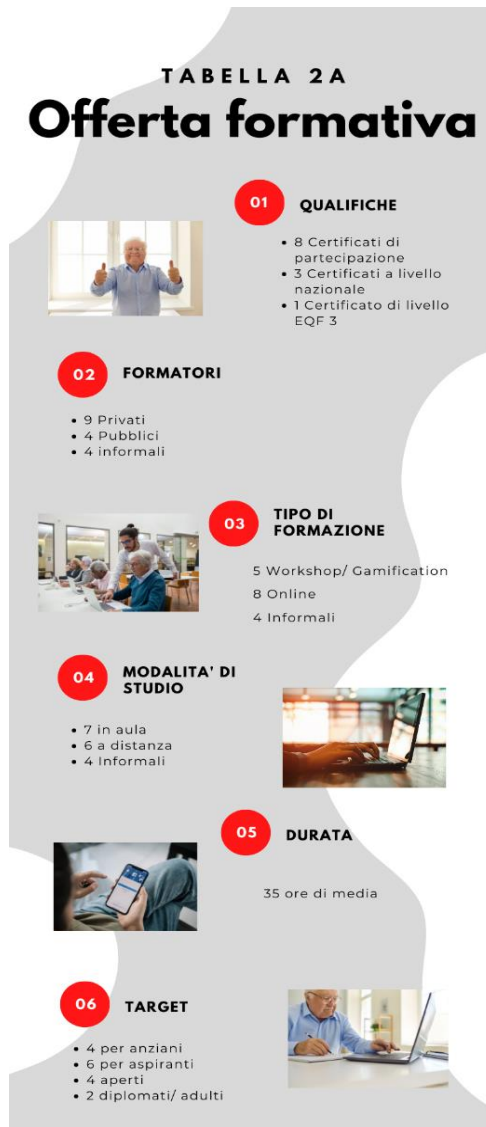 TABELLA 2A
Offerta formativa
01
QUALIFICHE
• 8 Certificati di
partecipazione
• 3 Certificati a livello
nazionale
• 1 Certificato di livello
EQF 3
02
FORMATORI
• 9 Privati
• 4 Pubblici
• 4 informali
03
TIPO DI
FORMAZIONE
5 Workshop/ Gamification
8 Online
4 Informali
04
MODALITA' DI
STUDIO
• 7 in aula
• 6 a distanza
• 4 Informali
05
DURATA
35 ore di media
06
TARGET
• 4 per anziani
• 6 per aspiranti
• 4 aperti
• 2 diplomati/ adulti